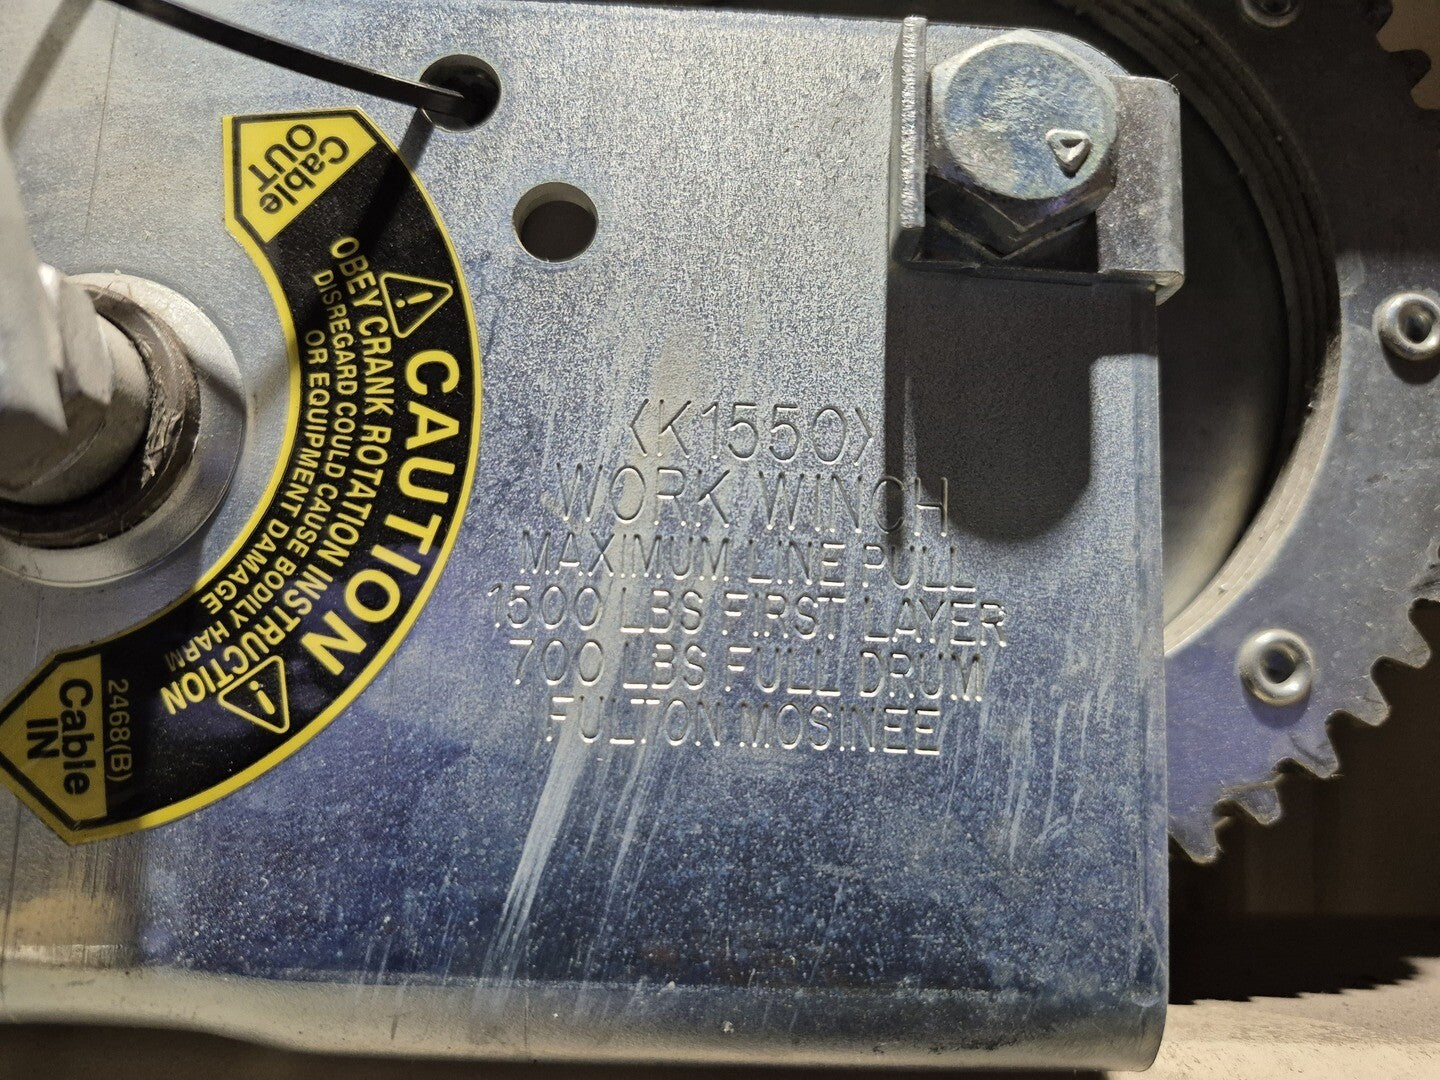 Cable
OUT
CAUTION
OBEY CRANK ROTATION INSTRUCTION
DISREGARD COULD CAUSE BODILY HARM
OR EQUIPMENT DAMAGE
Cable
IN
2468(B)
<K1550>
WORK WINCH
MAXIMUM LINE PULL
1500 LBS FIRST LAYER
700 LBS FULL DRUM
FULTON MOSINEE